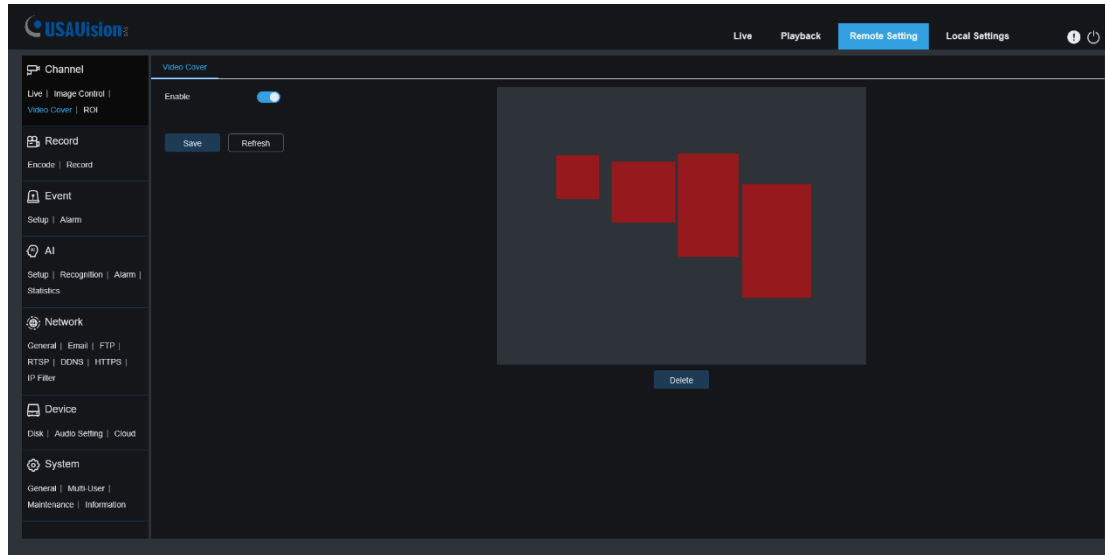 USAVision
Live Playback Remote Setting Local Settings
Channel
Live | Image Control |
Video Cover | ROI
Record
Encode | Record
Event
Setup | Alarm
AI
Setup | Recognition | Alarm |
Statistics
Network
General | Email | FTP |
RTSP | DDNS | HTTPS |
IP Filter
Device
Disk | Audio Setting | Cloud
System
General | Multi-User |
Maintenance | Information
Video Cover
Enable
Save Refresh
Delete